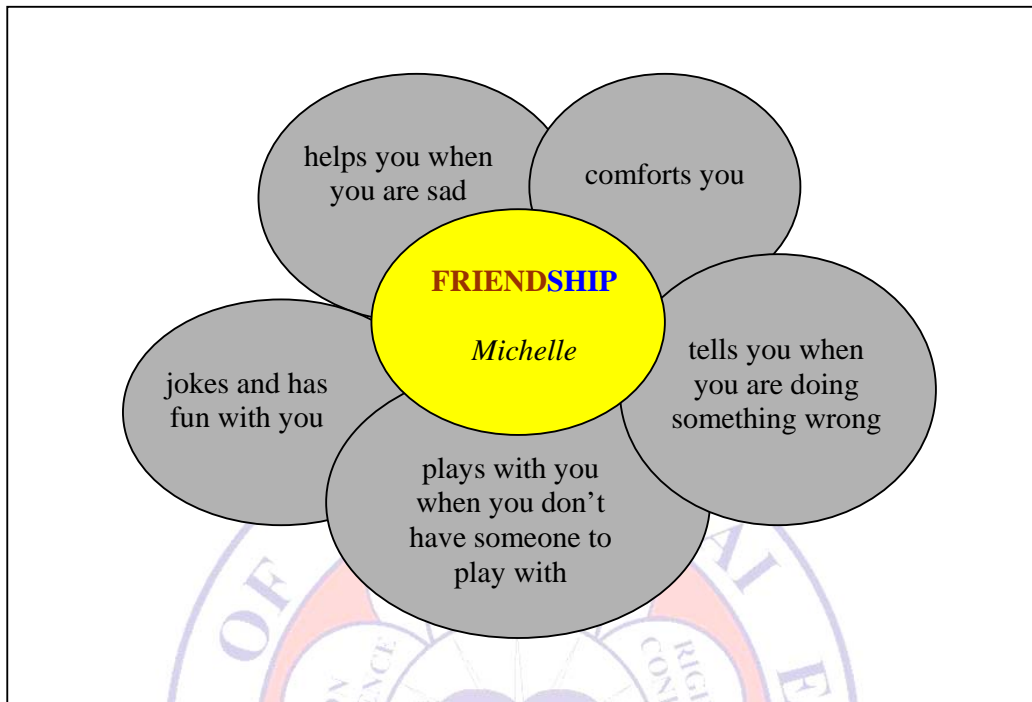 helps you when
you are sad
comforts you
FRIENDSHIP
Michelle
jokes and has
fun with you
tells you when
you are doing
something wrong
plays with you
when you don’t
have someone to
play with
OF